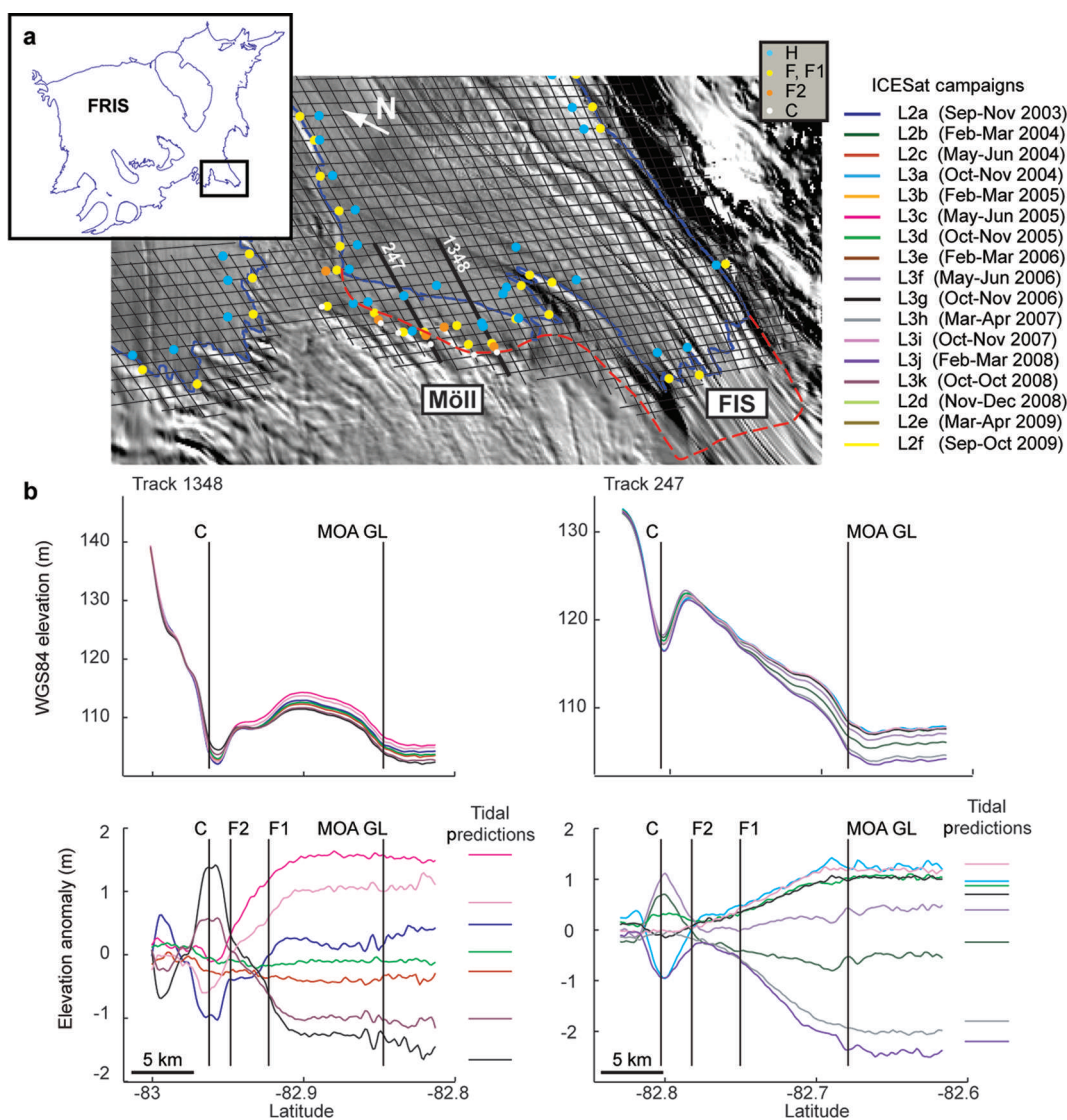 a
FRIS
N
247
1348
Möll
FIS
H
F, F1
F2
C
ICESat campaigns
L2a (Sep-Nov 2003)
L2b (Feb-Mar 2004)
L2c (May-Jun 2004)
L3a (Oct-Nov 2004)
L3b (Feb-Mar 2005)
L3c (May-Jun 2005)
L3d (Oct-Nov 2005)
L3e (Feb-Mar 2006)
L3f (May-Jun 2006)
L3g (Oct-Nov 2006)
L3h (Mar-Apr 2007)
L3i (Oct-Nov 2007)
L3j (Feb-Mar 2008)
L3k (Oct-Oct 2008)
L2d (Nov-Dec 2008)
L2e (Mar-Apr 2009)
L2f (Sep-Oct 2009)
b
Track 1348
C
MOA GL
WGS84 elevation (m)
140
130
120
110
Track 247
C
MOA GL
130
120
110
C F2 F1 MOA GL
Tidal
predictions
Elevation anomaly (m)
2
1
0
-1
-2
5 km
-83
-82.9
-82.8
Latitude
C F2 F1 MOA GL
Tidal
predictions
2
1
0
-1
-2
5 km
-82.8
-82.7
-82.6
Latitude